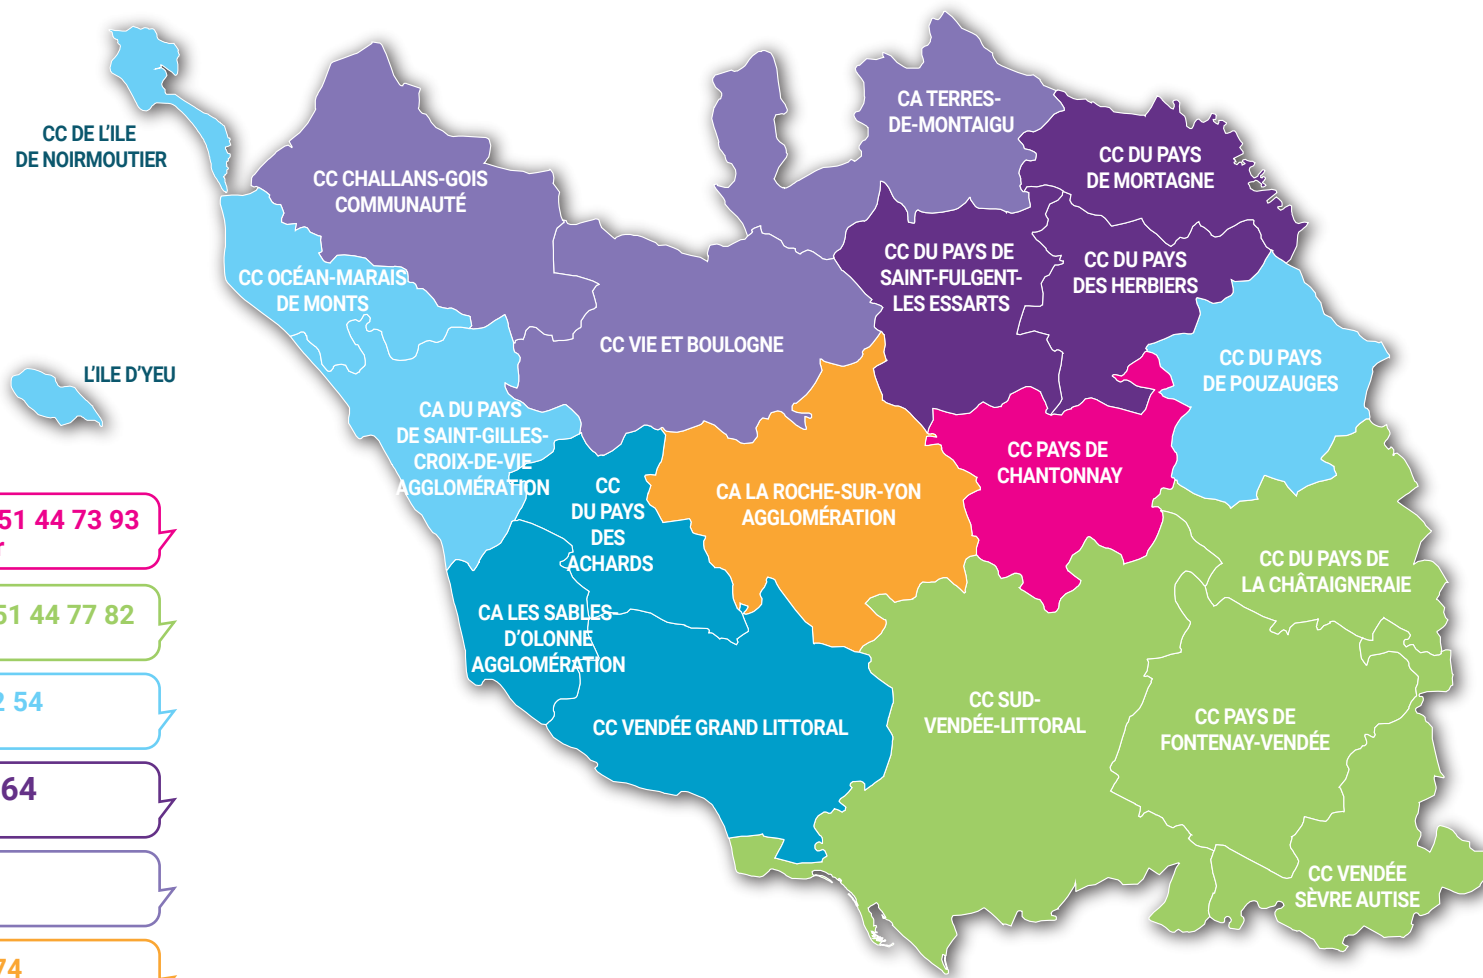 CC DE L'ILE
DE NOIRMOUTIER
L'ILE D'YEU
CC CHALLANS-GOIS
COMMUNAUTÉ
CC OCÉAN-MARAIS
DE MONTS
CA DU PAYS
DE SAINT-GILLES-
CROIX-DE-VIE
AGGLOMÉRATION
CC VIE ET BOULOGNE
CA TERRES-
DE-MONTAIGU
CC DU PAYS
DE MORTAGNE
CC DU PAYS DE
SAINT-FULGENT-
LES ESSARTS
CC DU PAYS
DES HERBIERS
CC DU PAYS
DE POUZAUGES
CC PAYS DE
CHANTONNAY
CA LA ROCHE-SUR-YON
AGGLOMÉRATION
CC
DU PAYS
DES
ACHARDS
CA LES SABLES-
D'OLONNE
AGGLOMÉRATION
CC VENDÉE GRAND LITTORAL
CC SUD-
VENDÉE-LITTORAL
CC DU PAYS DE
LA CHÂTAIGNERAIE
CC PAYS DE
FONTENAY-VENDÉE
CC VENDÉE
SÈVRE AUTISE
51 44 73 93
r
51 44 77 82
2 54
64
74